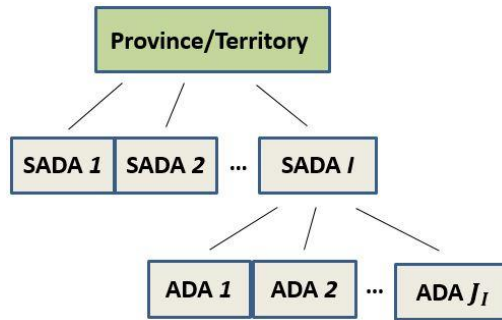 Province/Territory
SADA 1 SADA 2 ... SADA I
ADA 1 ADA 2 ... ADA J_I